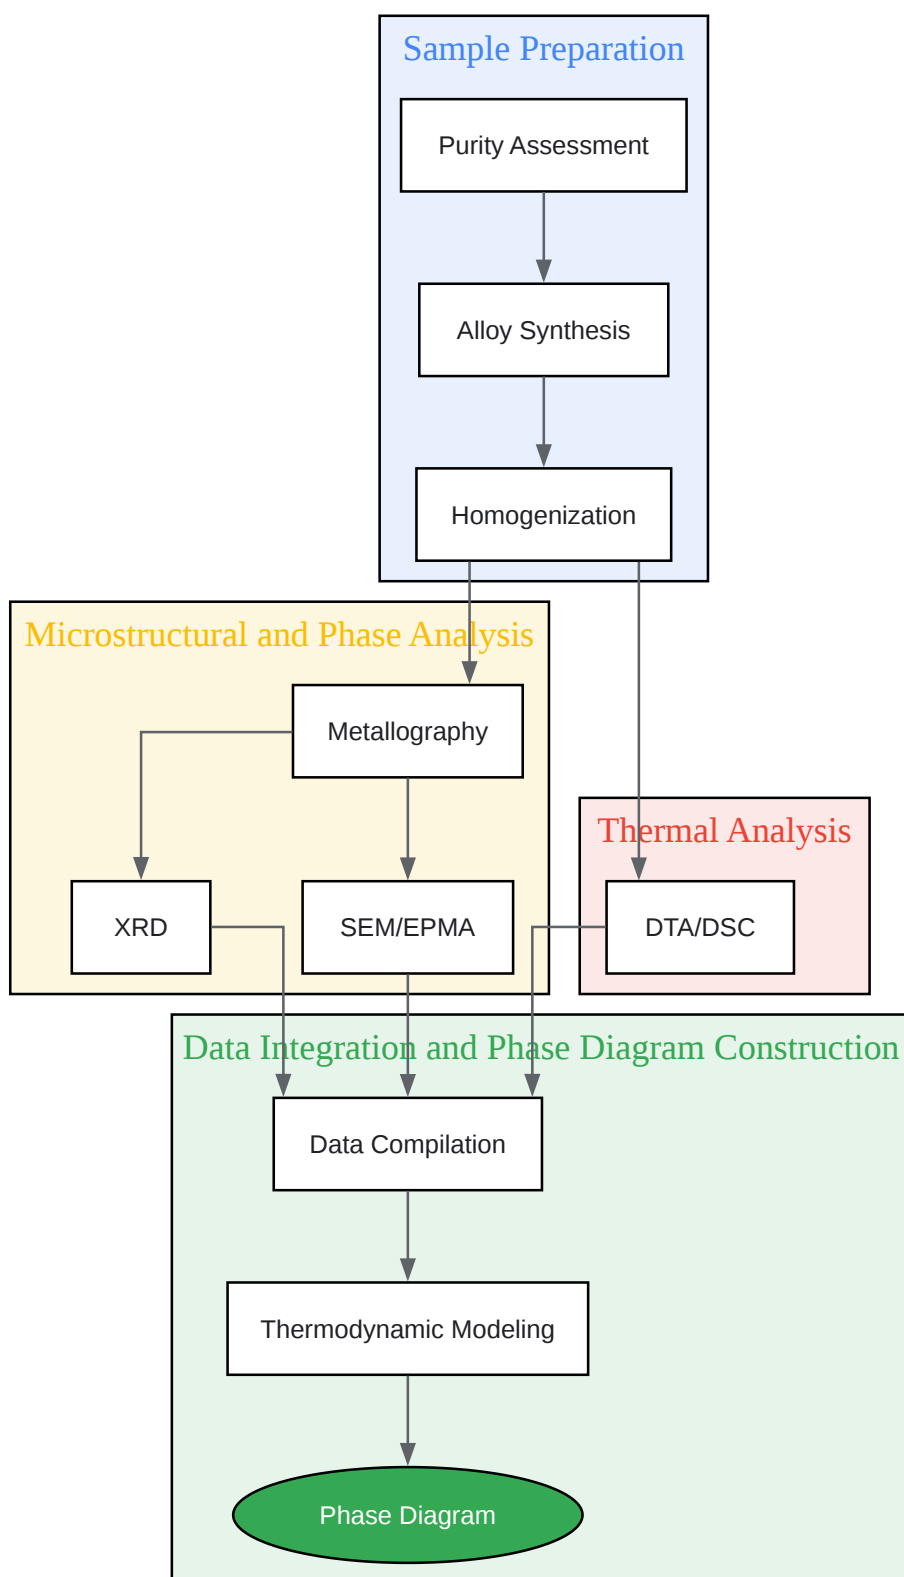 Sample Preparation
Purity Assessment
Alloy Synthesis
Homogenization
Microstructural and Phase Analysis
Metallography
Thermal Analysis
XRD
SEM/EPMA
DTA/DSC
Data Integration and Phase Diagram Construction
Data Compilation
Thermodynamic Modeling
Phase Diagram